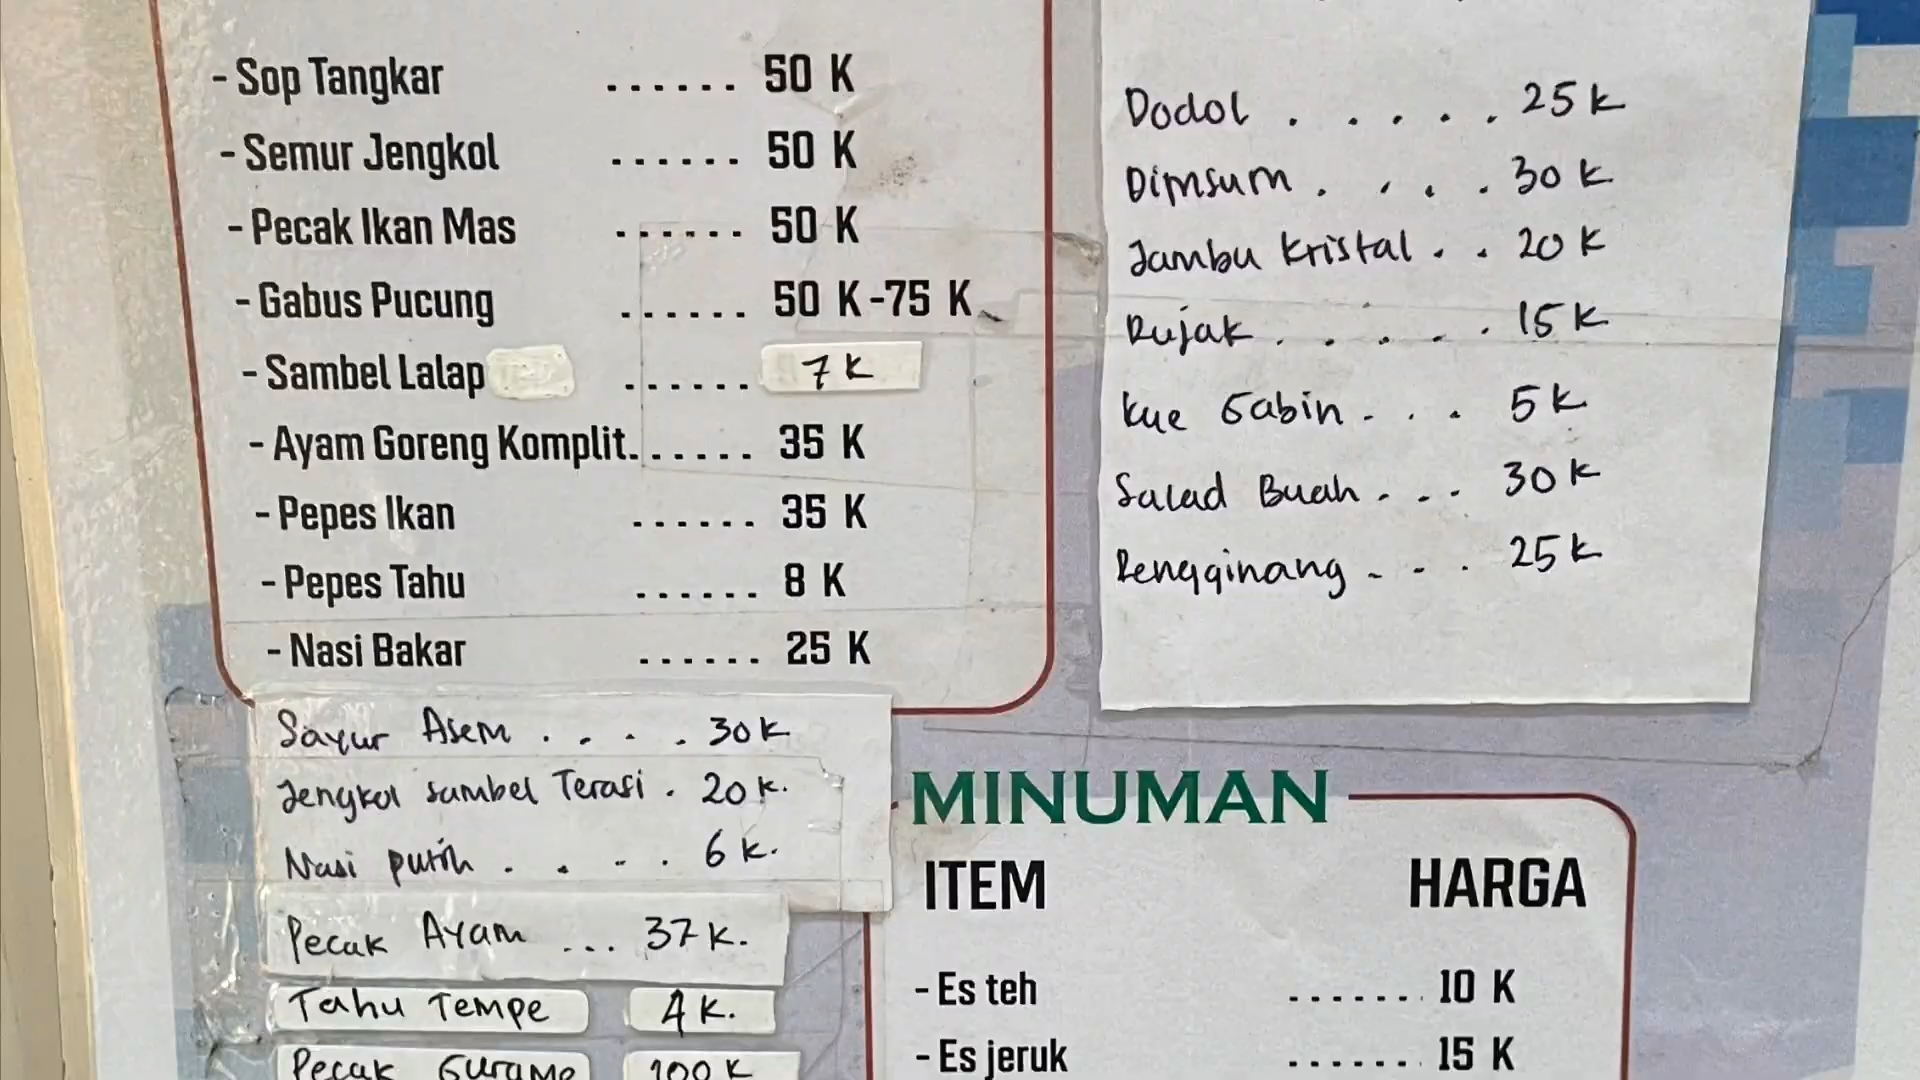 - Sop Tangkar ...... 50 K
- Semur Jengkol ...... 50 K
- Pecak Ikan Mas ...... 50 K
- Gabus Pucung ...... 50 K -75 K
- Sambel Lalap ...... 7 K
- Ayam Goreng Komplit. ..... 35 K
- Pepes Ikan ...... 35 K
- Pepes Tahu ...... 8 K
- Nasi Bakar ...... 25 K
Sayur Asem . . . . 30 K
Jengkol sambel Terasi . 20 K.
Nasi putih . . . . 6 K.
Pecak Ayam ... 37 K.
Tahu Tempe 4 K.
Pecak Gurame 100 K
Dodol . . . . . 25 K
Dimsum . . . . 30 K
Jambu Kristal . . 20 K
Rujak . . . . . 15 K
Kue Gabin . . . 5 K
Salad Buah . . . 30 K
Rengginang . . . 25 K
MINUMAN
ITEM HARGA
- Es teh ....... 10 K
- Es jeruk ....... 15 K